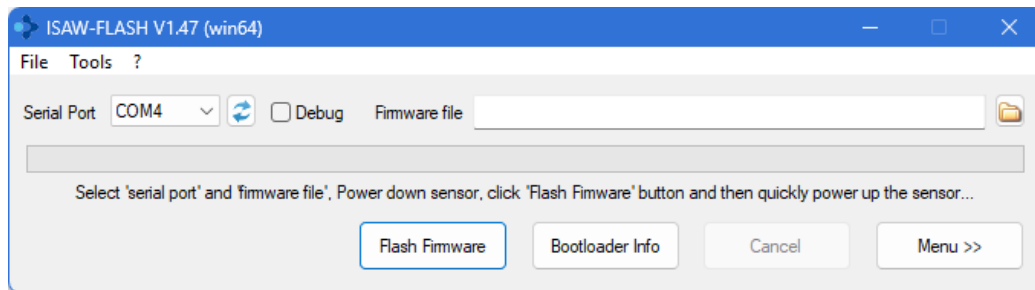 ISAW-FLASH V1.47 (win64)
File Tools ?
Serial Port COM4 Debug Firmware file
Select 'serial port' and 'firmware file', Power down sensor, click 'Flash Fimware' button and then quickly power up the sensor...
Flash Firmware Bootloader Info Cancel Menu >>